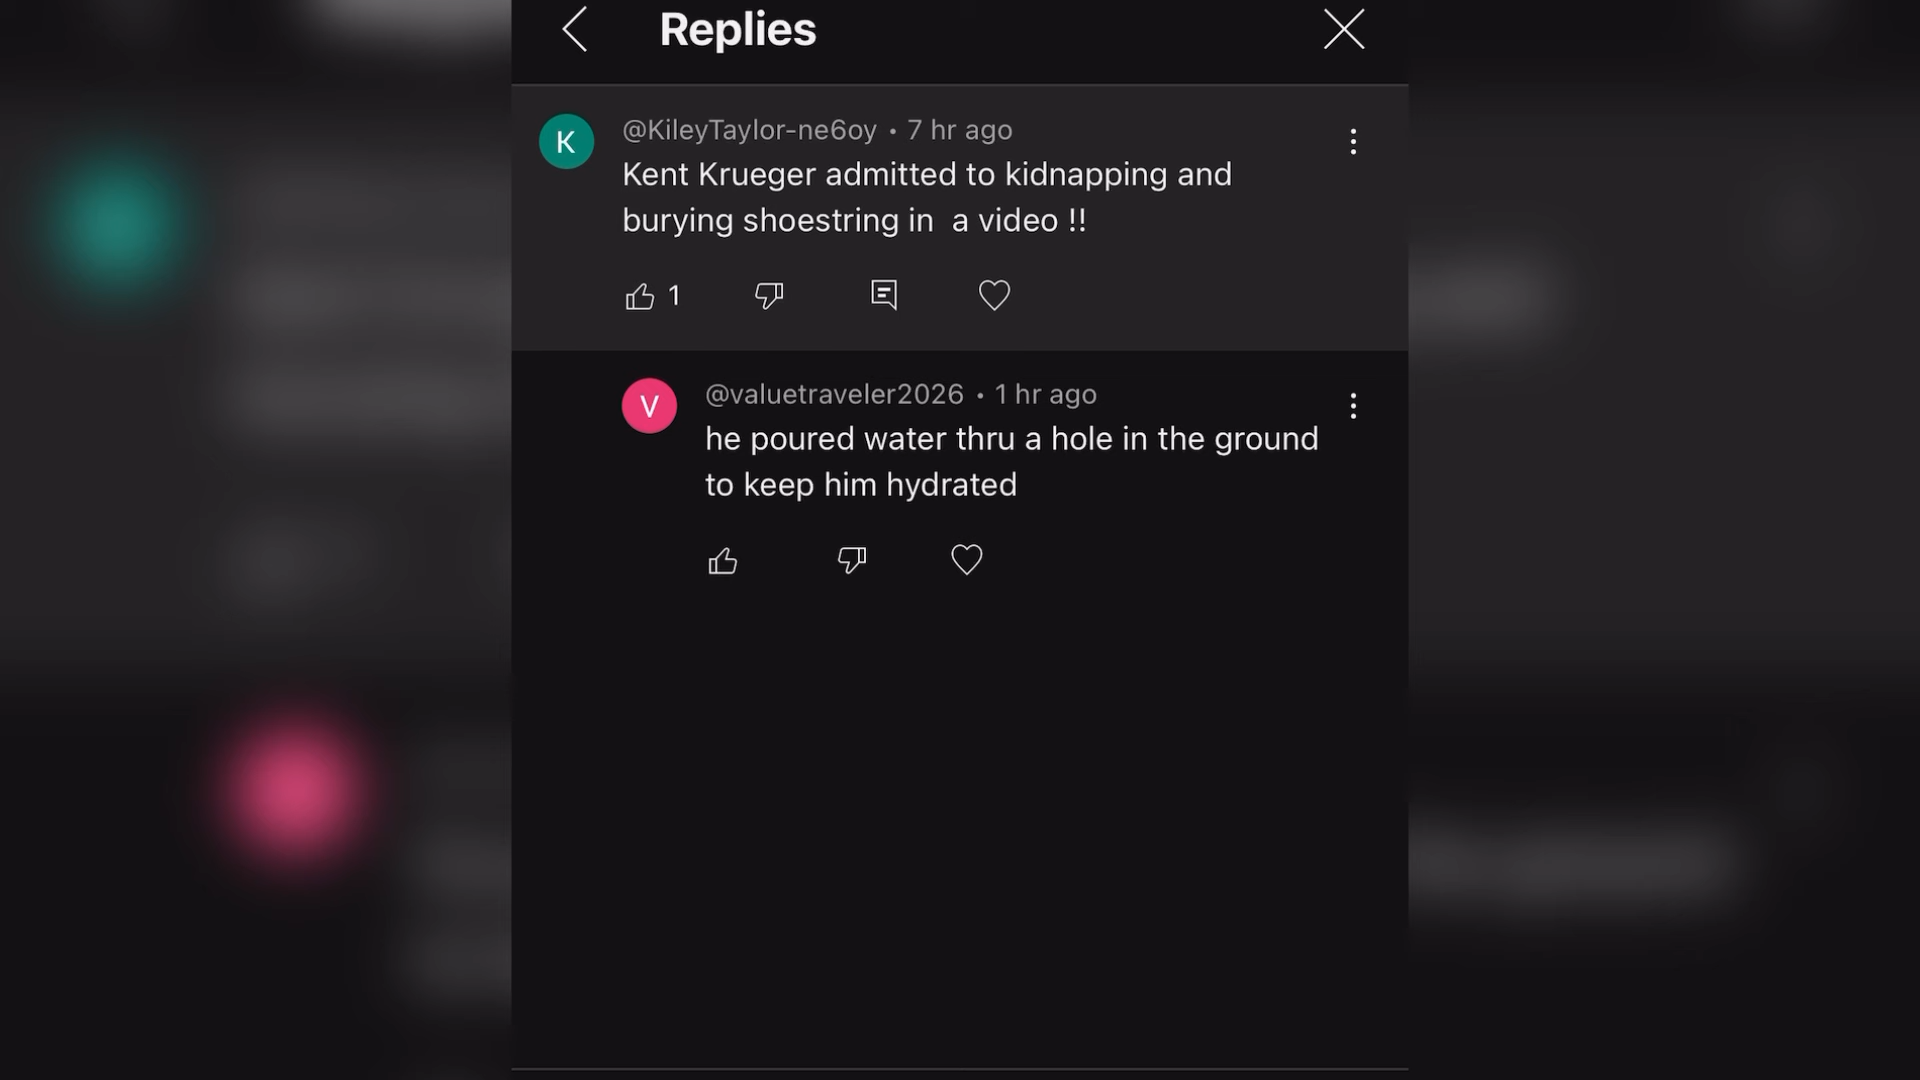 Replies
K
@KileyTaylor-ne6oy • 7 hr ago
Kent Krueger admitted to kidnapping and
burying shoestring in  a video !!
1
V
@valuetraveler2026 • 1 hr ago
he poured water thru a hole in the ground
to keep him hydrated